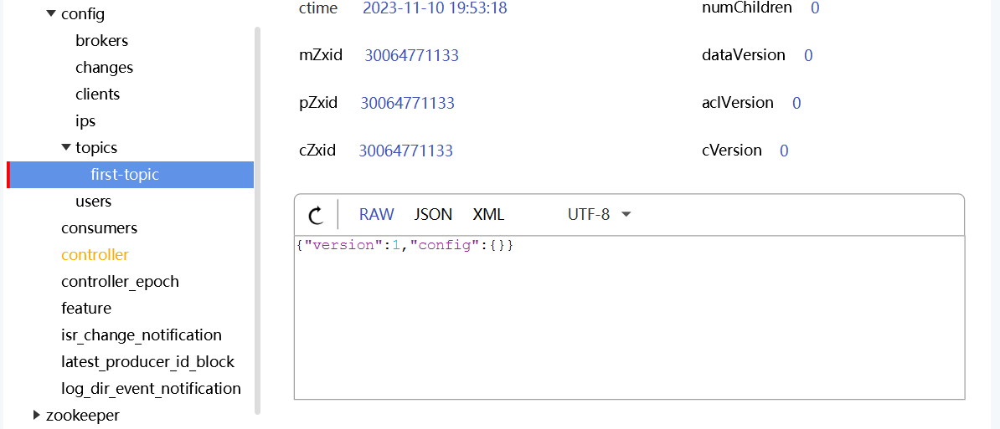 config
brokers
changes
clients
ips
topics
first-topic
users
consumers
controller
controller_epoch
feature
isr_change_notification
latest_producer_id_block
log_dir_event_notification
zookeeper
ctime 2023-11-10 19:53:18 numChildren 0
mZxid 30064771133 dataVersion 0
pZxid 30064771133 aclVersion 0
cZxid 30064771133 cVersion 0
RAW JSON XML UTF-8
{"version":1,"config":{}}